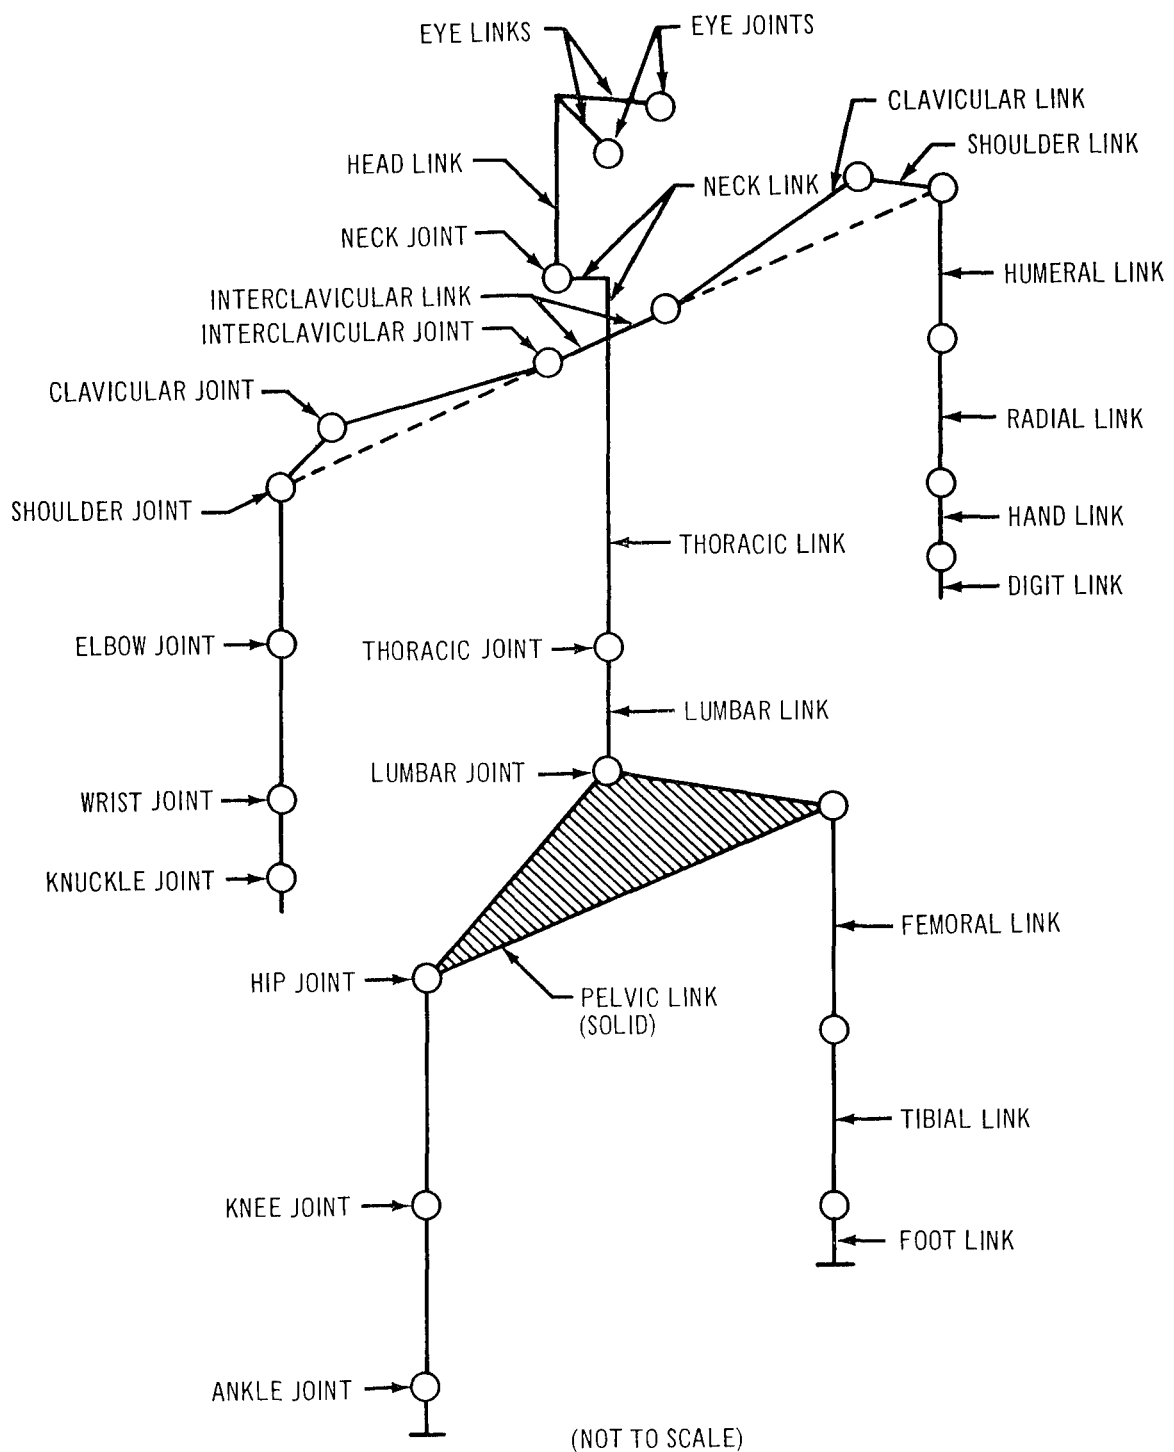 EYE LINKS
EYE JOINTS
CLAVICULAR LINK
SHOULDER LINK
HEAD LINK
NECK LINK
NECK JOINT
HUMERAL LINK
INTERCLAVICULAR LINK
INTERCLAVICULAR JOINT
CLAVICULAR JOINT
RADIAL LINK
SHOULDER JOINT
HAND LINK
THORACIC LINK
DIGIT LINK
ELBOW JOINT
THORACIC JOINT
LUMBAR LINK
LUMBAR JOINT
WRIST JOINT
KNUCKLE JOINT
FEMORAL LINK
HIP JOINT
PELVIC LINK
(SOLID)
TIBIAL LINK
KNEE JOINT
FOOT LINK
ANKLE JOINT
(NOT TO SCALE)